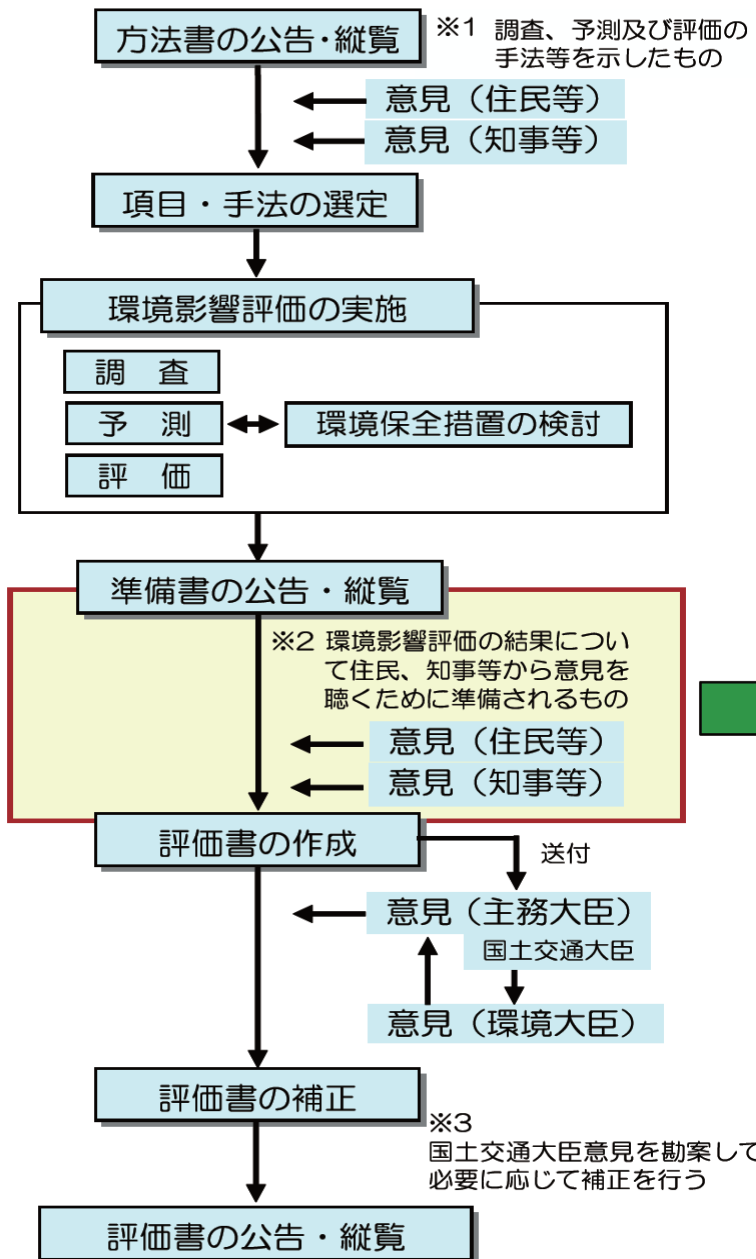 方法書の公告・縦覧
※1 調査、予測及び評価の
手法等を示したもの
意見（住民等）
意見（知事等）
項目・手法の選定
環境影響評価の実施
調 査
予 測
環境保全措置の検討
評 価
準備書の公告・縦覧
※2 環境影響評価の結果につい
て住民、知事等から意見を
聴くために準備されるもの
意見（住民等）
意見（知事等）
評価書の作成
送付
意見（主務大臣）
国土交通大臣
意見（環境大臣）
評価書の補正
※3
国土交通大臣意見を勘案して
必要に応じて補正を行う
評価書の公告・縦覧